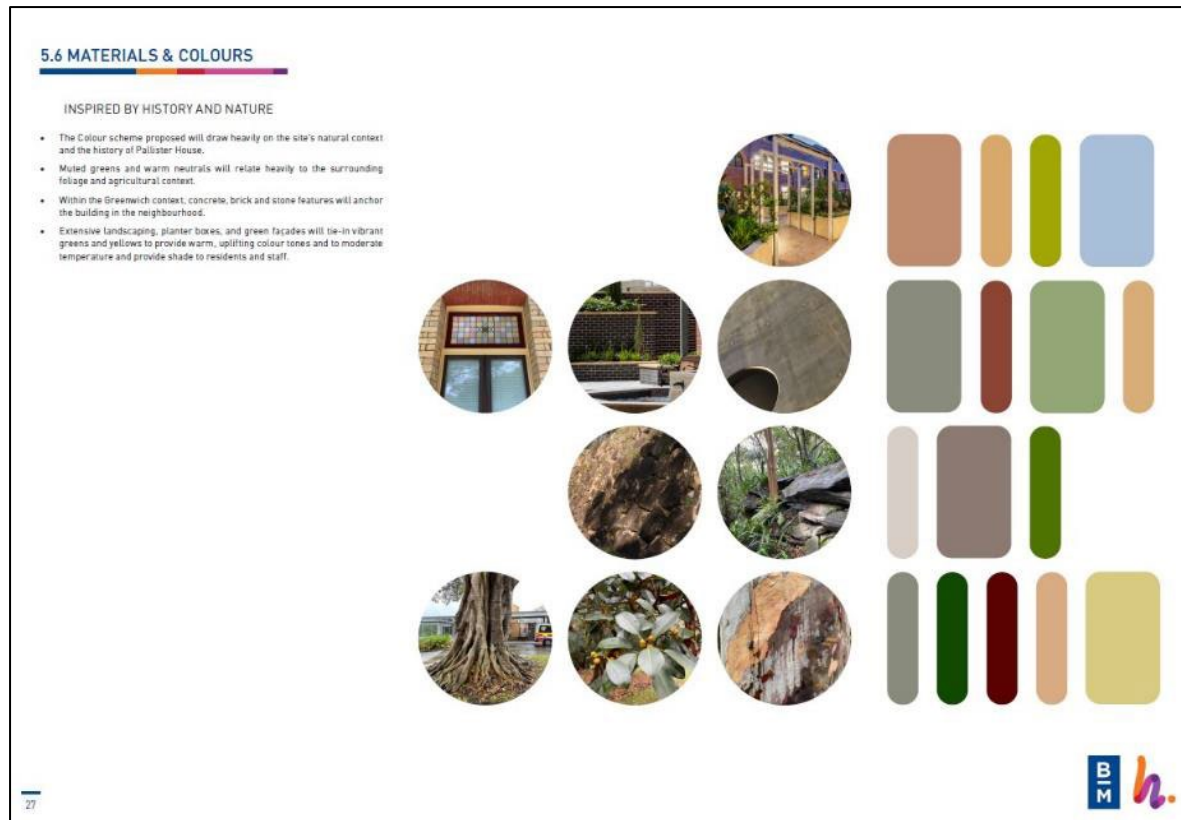 5.6 MATERIALS & COLOURS
INSPIRED BY HISTORY AND NATURE
• The Colour scheme proposed will draw heavily on the site's natural context
and the history of Pallister House.
• Muted greens and warm neutrals will relate heavily to the surrounding
foliage and agricultural context.
• Within the Greenwich context, concrete, brick and stone features will anchor
the building in the neighbourhood.
• Extensive landscaping, planter boxes, and green façades will tie-in vibrant
greens and yellows to provide warm, uplifting colour tones and to moderate
temperature and provide shade to residents and staff.
27
B
M
h.